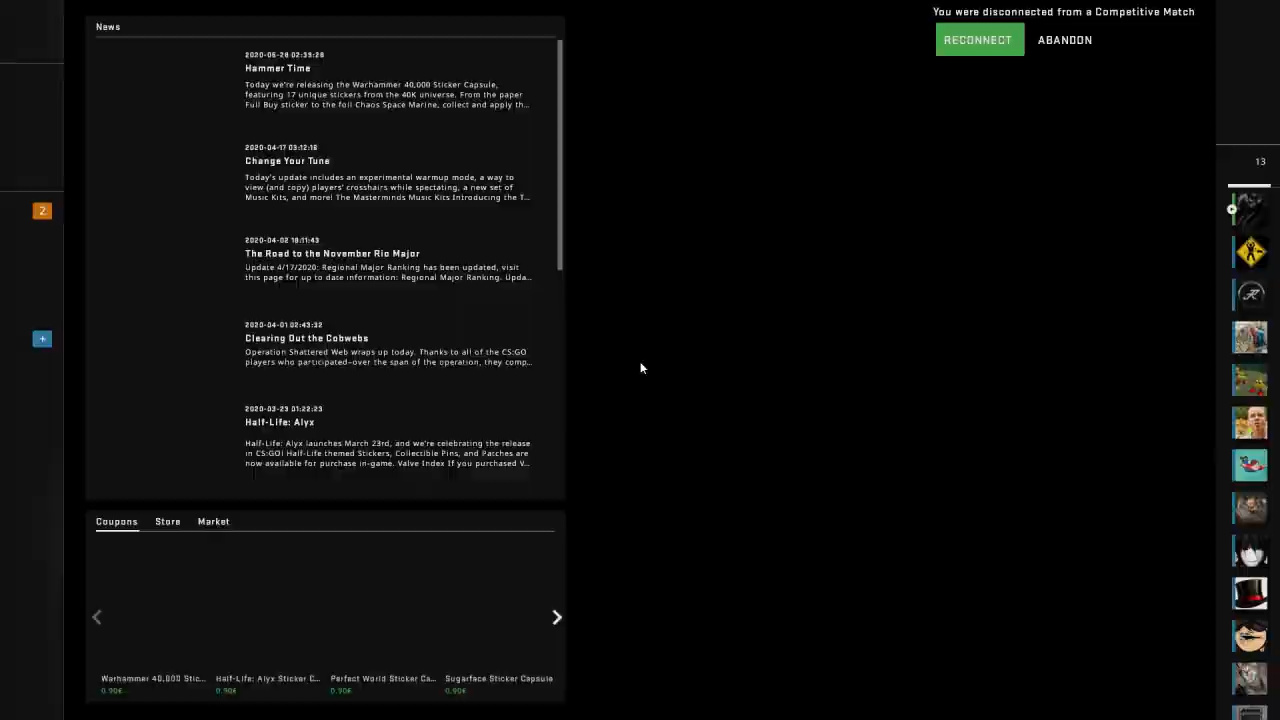 You were disconnected from a Competitive Match
RECONNECT
ABANDON
News
2020-05-28 02:39:28
Hammer Time
Today we're releasing the Warhammer 40,000 Sticker Capsule,
featuring 17 unique stickers from the 40K universe. From the paper
Full Buy sticker to the foil Chaos Space Marine, collect and apply th...
2020-04-17 03:12:18
Change Your Tune
Today's update includes an experimental warmup mode, a way to
view (and copy) players' crosshairs while spectating, a new set of
Music Kits, and more! The Masterminds Music Kits Introducing the T...
2020-04-02 18:11:43
The Road to the November Rio Major
Update 4/17/2020: Regional Major Ranking has been updated, visit
this page for up to date information: Regional Major Ranking. Upda...
2020-04-01 02:43:32
Clearing Out the Cobwebs
Operation Shattered Web wraps up today. Thanks to all of the CS:GO
players who participated–over the span of the operation, they comp...
2020-03-23 01:22:23
Half-Life: Alyx
Half-Life: Alyx launches March 23rd, and we're celebrating the release
in CS:GO! Half-Life themed Stickers, Collectible Pins, and Patches are
now available for purchase in-game. Valve Index If you purchased V...
13
2
+
Coupons
Store
Market
Warhammer 40,000 Stic...
0.90€
Half-Life: Alyx Sticker C...
0.90€
Perfect World Sticker Ca...
0.90€
Sugarface Sticker Capsule
0.90€